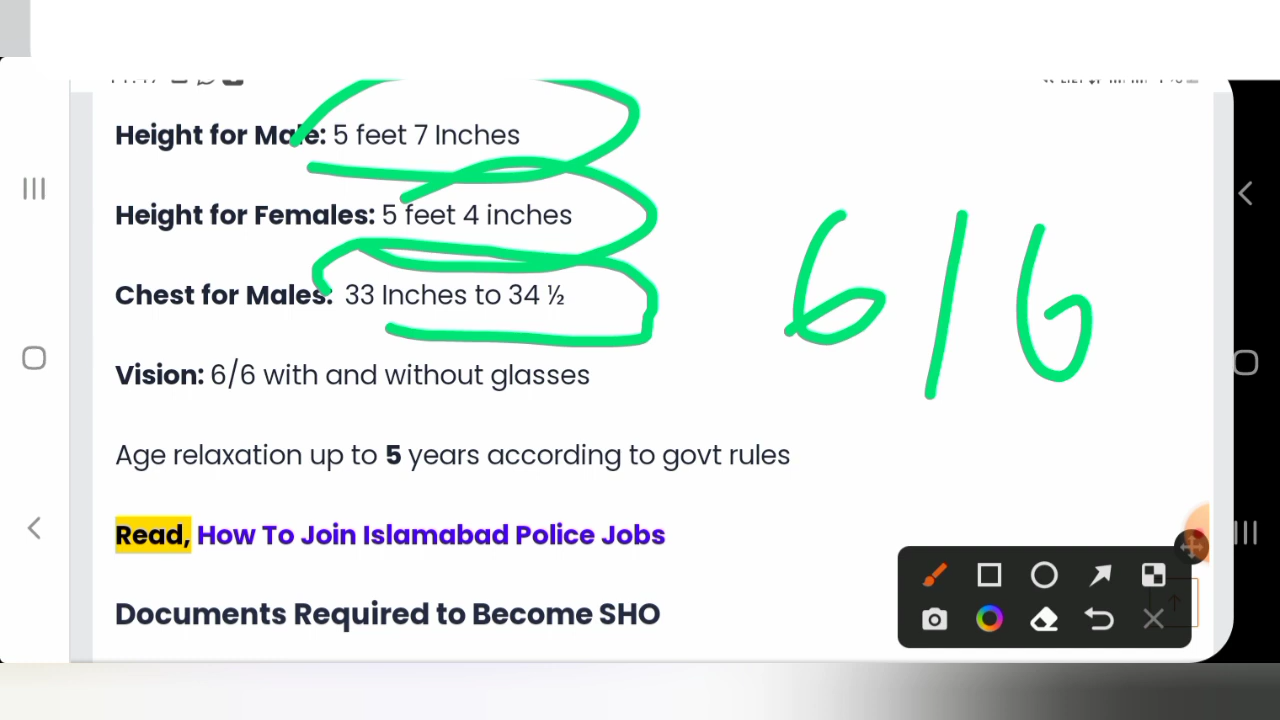 Height for Male: 5 feet 7 Inches
Height for Females: 5 feet 4 inches
Chest for Males: 33 Inches to 34 ½
6/6
Vision: 6/6 with and without glasses
Age relaxation up to 5 years according to govt rules
Read, How To Join Islamabad Police Jobs
Documents Required to Become SHO